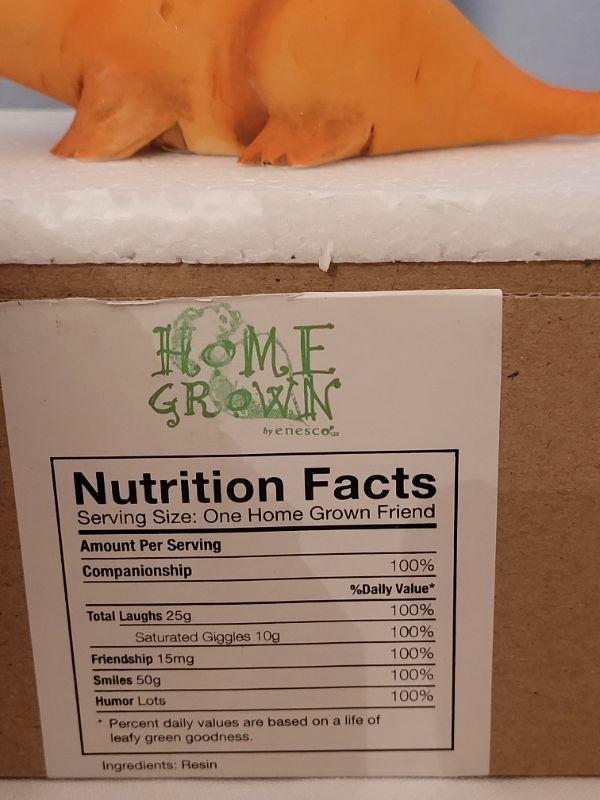 HOME
GROWN
by enesco
Nutrition Facts
Serving Size: One Home Grown Friend
Amount Per Serving
Companionship 100%
%Daily Value*
Total Laughs 25g 100%
Saturated Giggles 10g 100%
Friendship 15mg 100%
Smiles 50g 100%
Humor Lots 100%
* Percent daily values are based on a life of
leafy green goodness.
Ingredients: Resin